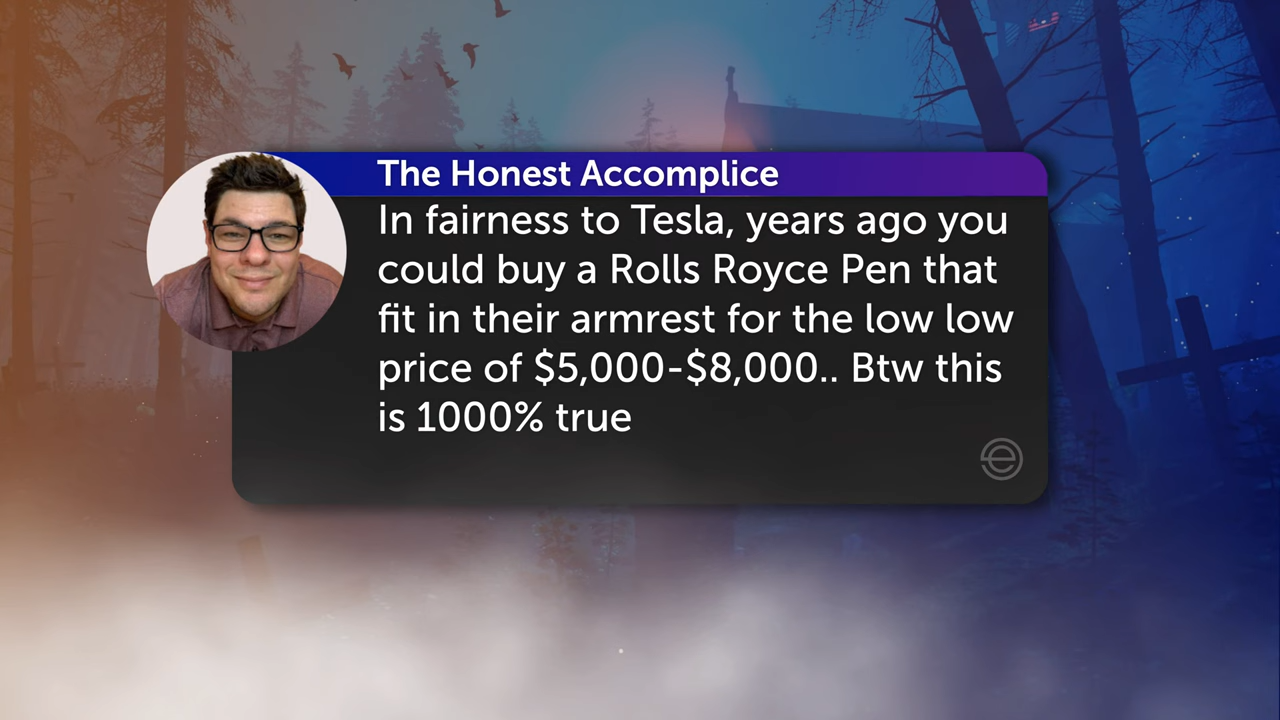 The Honest Accomplice
In fairness to Tesla, years ago you
could buy a Rolls Royce Pen that
fit in their armrest for the low low
price of $5,000-$8,000.. Btw this
is 1000% true